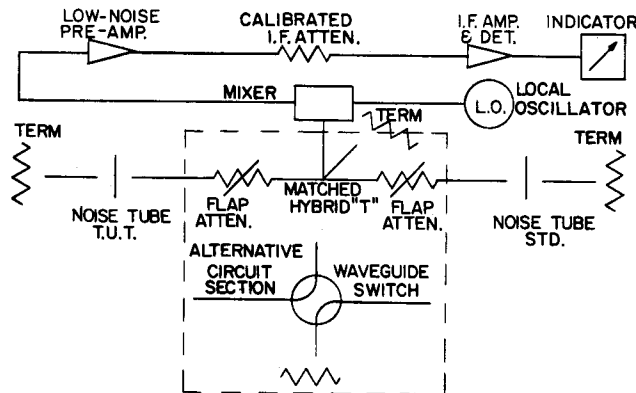 LOW-NOISE
PRE-AMP.
CALIBRATED
I.F. ATTEN.
I.F. AMP.
& DET.
INDICATOR
MIXER
L.O.
LOCAL
OSCILLATOR
TERM
TERM
TERM
NOISE TUBE
T.U.T.
FLAP
ATTEN.
MATCHED
HYBRID"T"
FLAP
ATTEN.
NOISE TUBE
STD.
ALTERNATIVE
CIRCUIT
SECTION
WAVEGUIDE
SWITCH